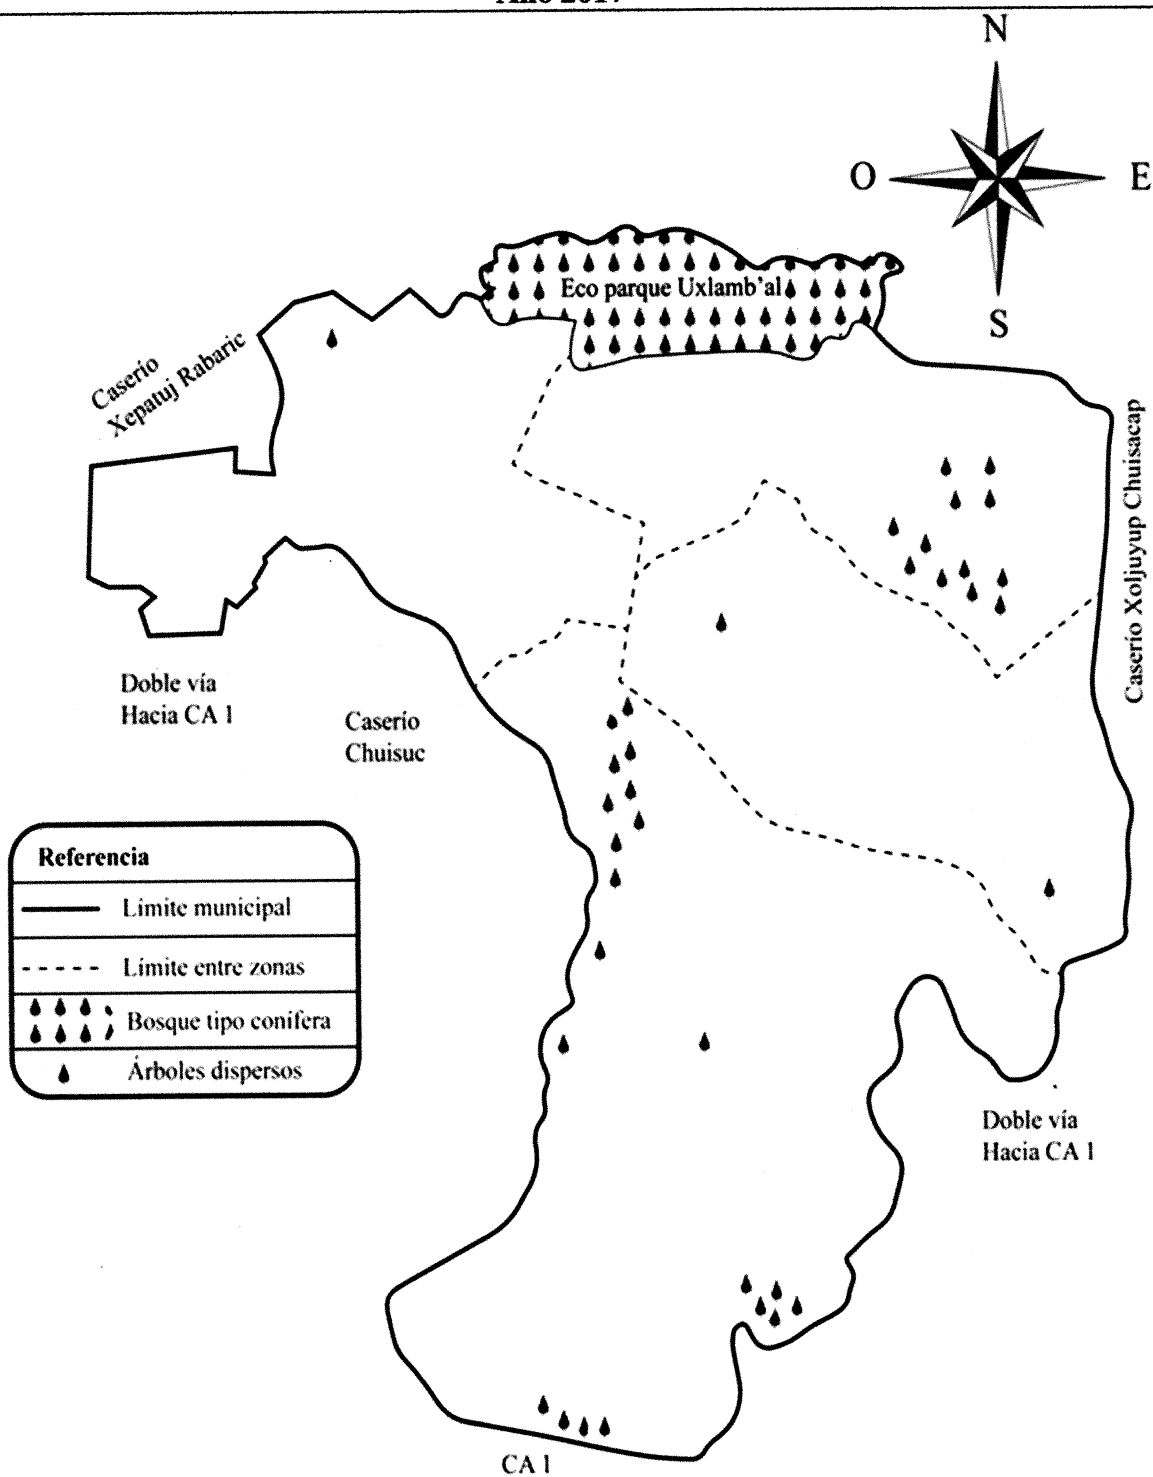 N
O
E
S
Eco parque Uxlamb'al
Caserío
Xepatuj Rabaric
Caserío Xoljuyup Chuisacap
Doble vía
Hacia CA 1
Caserío
Chuisuc
Referencia
Límite municipal
Límite entre zonas
Bosque tipo conífera
Árboles dispersos
Doble vía
Hacia CA 1
CA 1